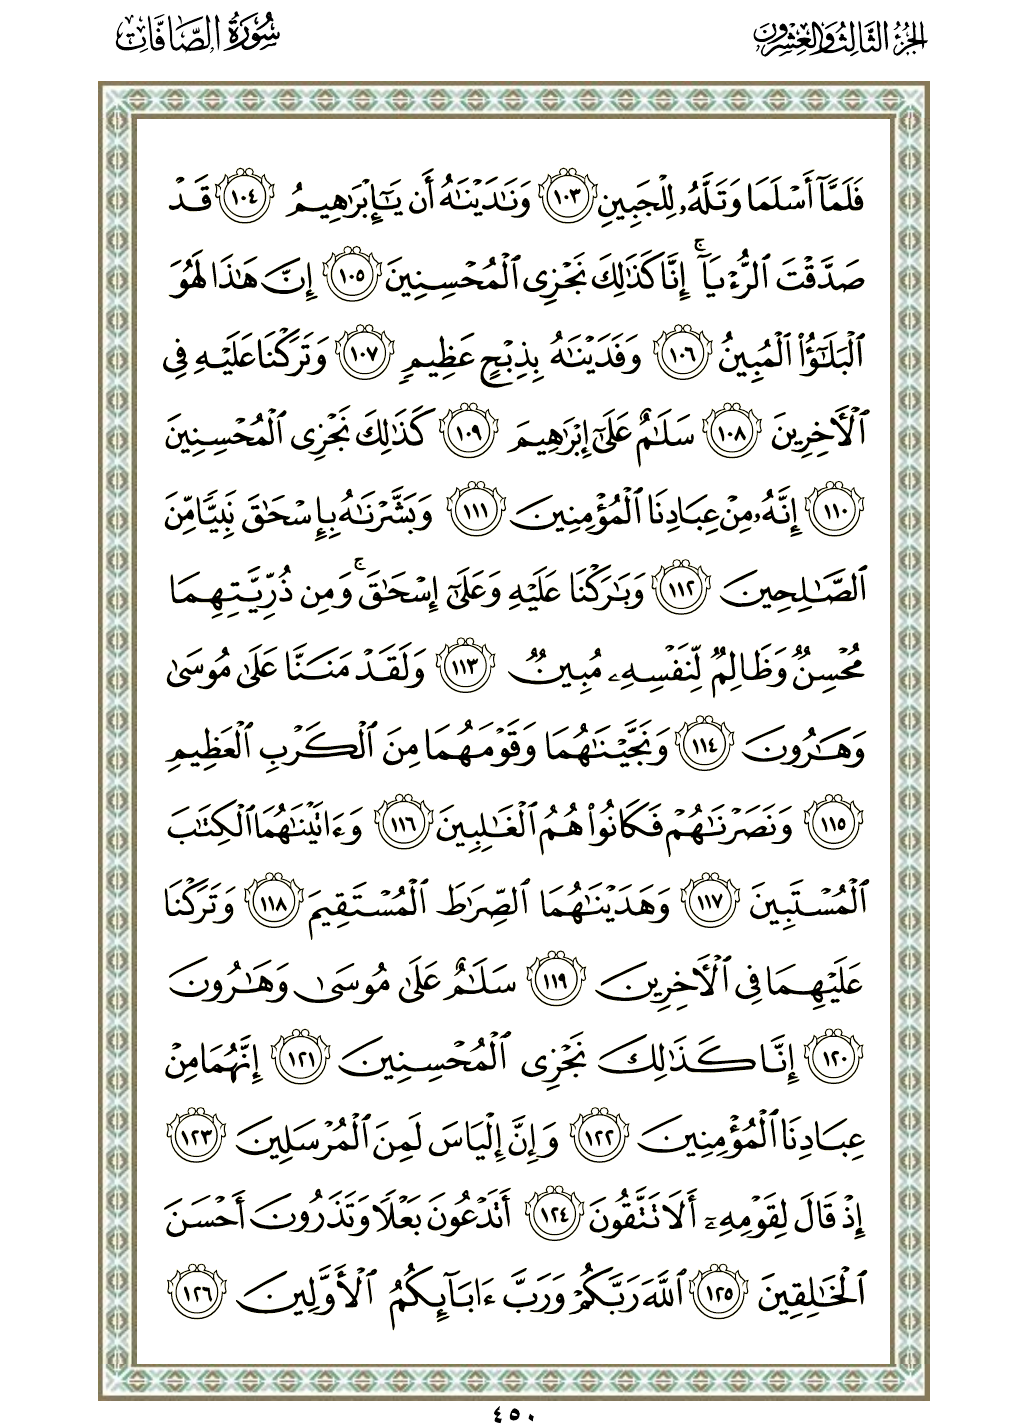 الجزء الثالث والعشرون
سورة الصافات
فَلَمَّآ أَسْلَمَا وَتَلَّهُۥ لِلْجَبِينِ ١٠٣ وَنَـٰدَيْنَـٰهُ أَن يَـٰٓإِبْرَٰهِيمُ ١٠٤ قَدْ
صَدَّقْتَ ٱلرُّءْيَآ ۚ إِنَّا كَذَٰلِكَ نَجْزِى ٱلْمُحْسِنِينَ ١٠٥ إِنَّ هَـٰذَا لَهُوَ
ٱلْبَلَـٰٓؤُا۟ ٱلْمُبِينُ ١٠٦ وَفَدَيْنَـٰهُ بِذِبْحٍ عَظِيمٍ ١٠٧ وَتَرَكْنَا عَلَيْهِ فِى
ٱلْـَٔاخِرِينَ ١٠٨ سَلَـٰمٌ عَلَىٰٓ إِبْرَٰهِيمَ ١٠٩ كَذَٰلِكَ نَجْزِى ٱلْمُحْسِنِينَ
١١٠ إِنَّهُۥ مِنْ عِبَادِنَا ٱلْمُؤْمِنِينَ ١١١ وَبَشَّرْنَـٰهُ بِإِسْحَـٰقَ نَبِيًّا مِّنَ
ٱلصَّـٰلِحِينَ ١١٢ وَبَـٰرَكْنَا عَلَيْهِ وَعَلَىٰٓ إِسْحَـٰقَ ۚ وَمِن ذُرِّيَّتِهِمَا
مُحْسِنٌ وَظَالِمٌ لِّنَفْسِهِۦ مُبِينٌ ١١٣ وَلَقَدْ مَنَنَّا عَلَىٰ مُوسَىٰ
وَهَـٰرُونَ ١١٤ وَنَجَّيْنَـٰهُمَا وَقَوْمَهُمَا مِنَ ٱلْكَرْبِ ٱلْعَظِيمِ
١١٥ وَنَصَرْنَـٰهُمْ فَكَانُوا۟ هُمُ ٱلْغَـٰلِبِينَ ١١٦ وَءَاتَيْنَـٰهُمَا ٱلْكِتَـٰبَ
ٱلْمُسْتَبِينَ ١١٧ وَهَدَيْنَـٰهُمَا ٱلصِّرَٰطَ ٱلْمُسْتَقِيمَ ١١٨ وَتَرَكْنَا
عَلَيْهِمَا فِى ٱلْـَٔاخِرِينَ ١١٩ سَلَـٰمٌ عَلَىٰ مُوسَىٰ وَهَـٰرُونَ
١٢٠ إِنَّا كَذَٰلِكَ نَجْزِى ٱلْمُحْسِنِينَ ١٢١ إِنَّهُمَا مِنْ
عِبَادِنَا ٱلْمُؤْمِنِينَ ١٢٢ وَإِنَّ إِلْيَاسَ لَمِنَ ٱلْمُرْسَلِينَ ١٢٣
إِذْ قَالَ لِقَوْمِهِۦٓ أَلَا تَتَّقُونَ ١٢٤ أَتَدْعُونَ بَعْلًا وَتَذَرُونَ أَحْسَنَ
ٱلْخَـٰلِقِينَ ١٢٥ ٱللَّهَ رَبَّكُمْ وَرَبَّ ءَابَآئِكُمُ ٱلْأَوَّلِينَ ١٢٦
٤٥٠